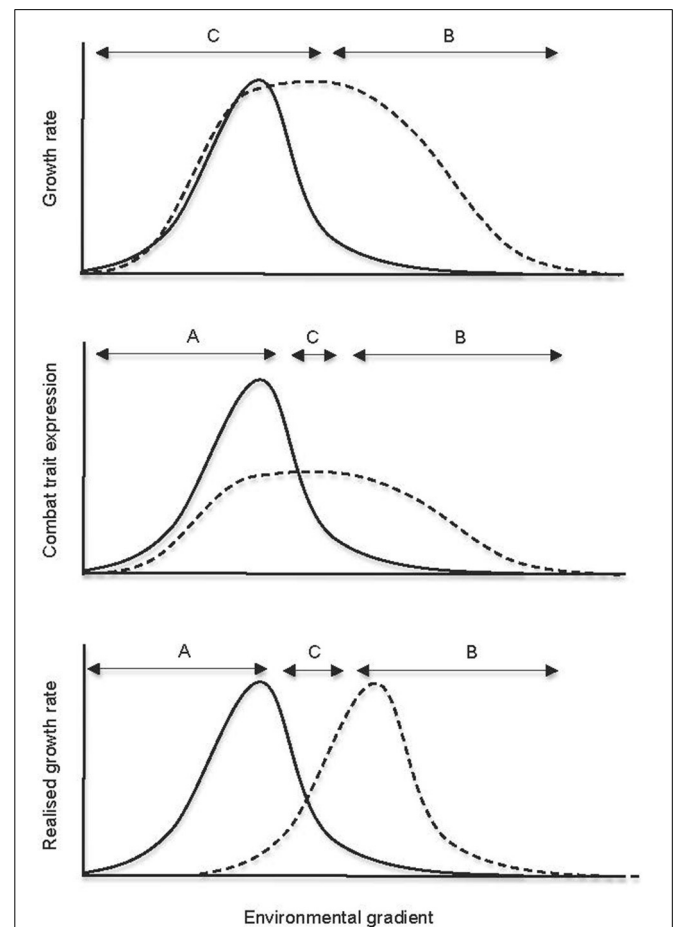 C B
Growth rate
A C B
Combat trait expression
A C B
Realised growth rate
Environmental gradient